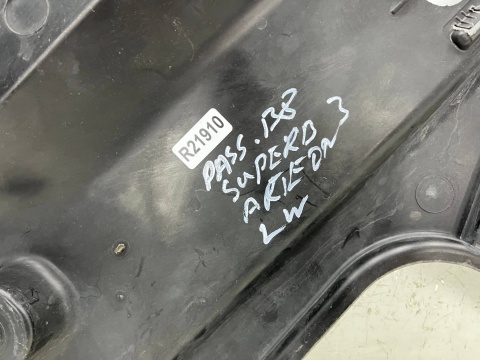 R21910
PASS.B8
SUPERB 3
ARTEON
LW